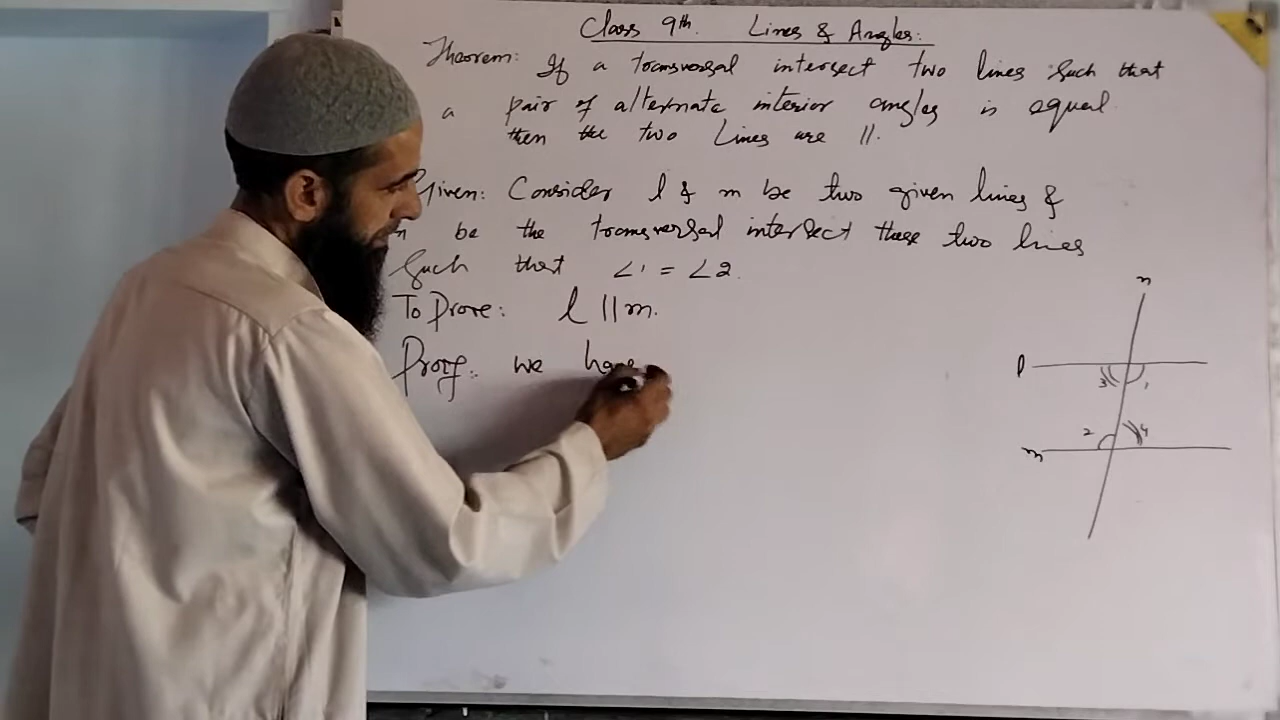 Class 9th. Lines & Angles:
Theorem: If a transversal intersect two lines such that
a pair of alternate interior angles is equal
then the two Lines are ||.
Given: Consider l & m be two given lines &
n be the transversal intersect these two lines
Such that ∠1 = ∠2.
To Prove: l || m.
Proof: we have
n
l
3 1
2 4
m